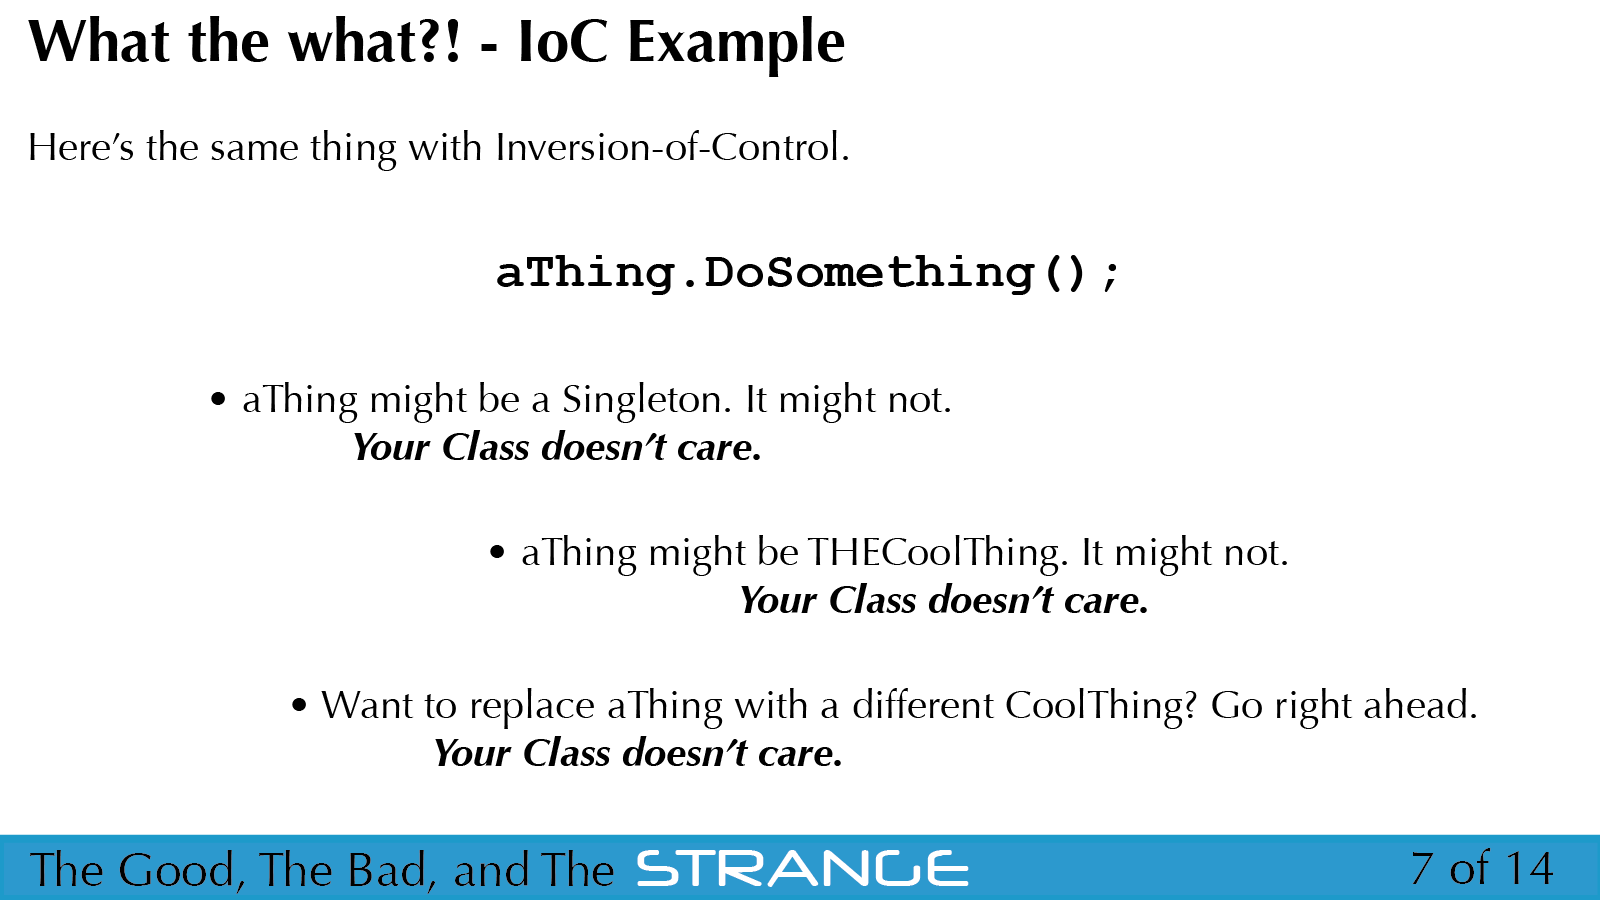 What the what?! - IoC Example
Here’s the same thing with Inversion-of-Control.
aThing.DoSomething();
• aThing might be a Singleton. It might not.
Your Class doesn’t care.
• aThing might be THECoolThing. It might not.
Your Class doesn’t care.
• Want to replace aThing with a different CoolThing? Go right ahead.
Your Class doesn’t care.
The Good, The Bad, and The STRANGE
7 of 14